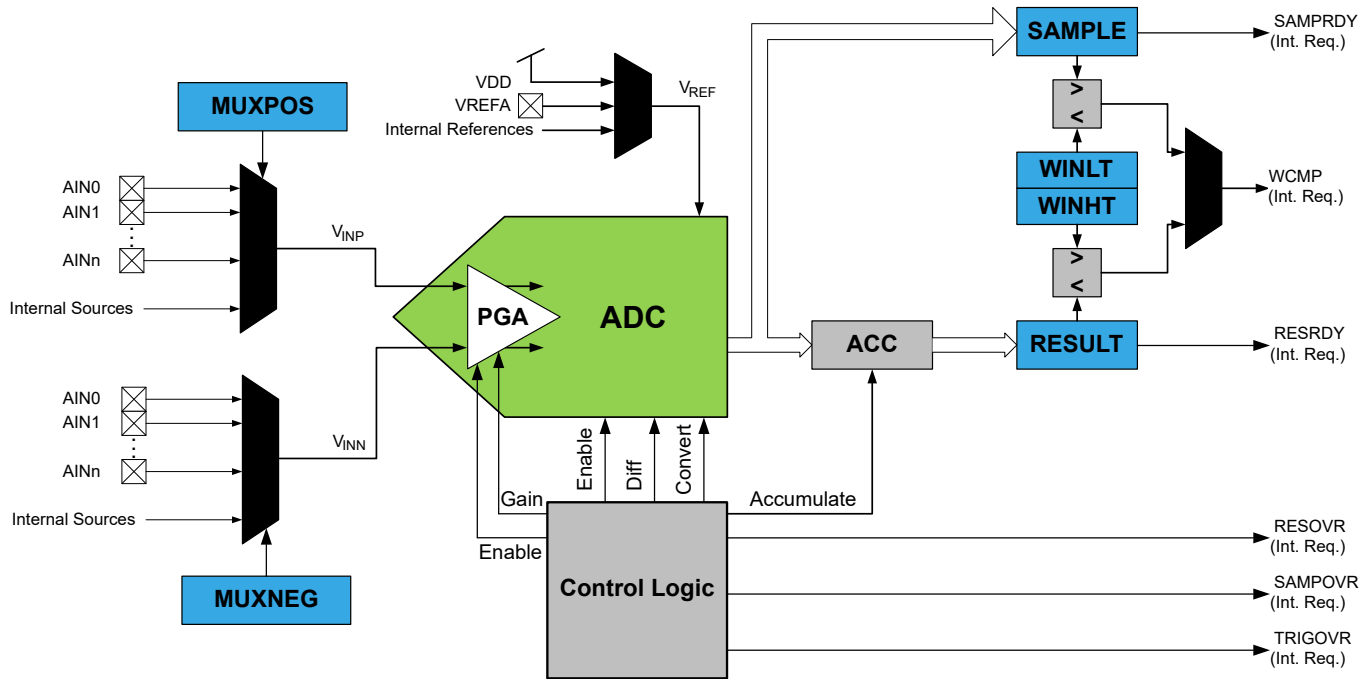 MUXPOS
AIN0
AIN1
AINn
Internal Sources
VINP
VDD
VREFA
Internal References
VREF
PGA
ADC
AIN0
AIN1
AINn
Internal Sources
VINN
MUXNEG
Gain
Enable
Enable
Diff
Convert
Accumulate
Control Logic
ACC
SAMPLE
>
<
WINLT
WINHT
>
<
RESULT
SAMPRDY
(Int. Req.)
WCMP
(Int. Req.)
RESRDY
(Int. Req.)
RESOVR
(Int. Req.)
SAMPOVR
(Int. Req.)
TRIGOVR
(Int. Req.)